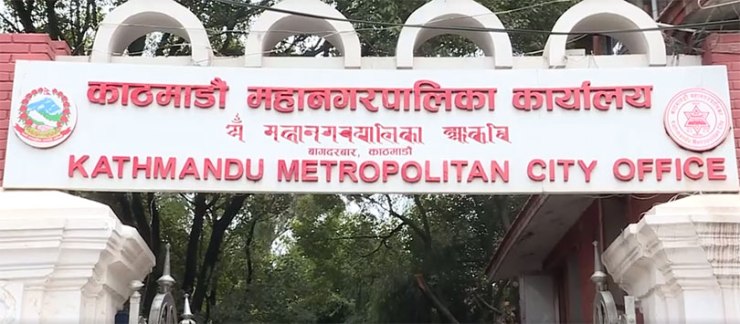 काठमाडौं महानगरपालिका कार्यालय
बागदरबार, काठमाडौं
KATHMANDU METROPOLITAN CITY OFFICE